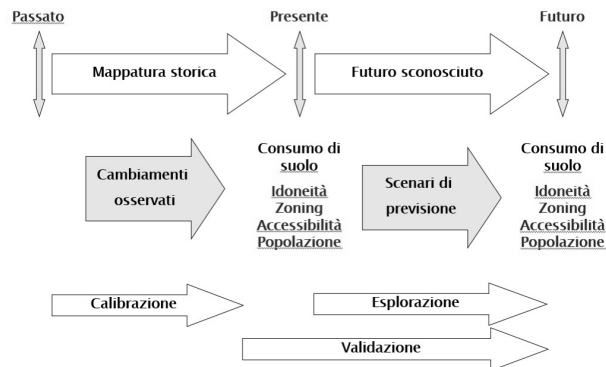 Passato
Presente
Futuro
Mappatura storica
Futuro sconosciuto
Cambiamenti
osservati
Consumo di
suolo
Idoneità
Zoning
Accessibilità
Popolazione
Scenari di
previsione
Consumo di
suolo
Idoneità
Zoning
Accessibilità
Popolazione
Calibrazione
Esplorazione
Validazione